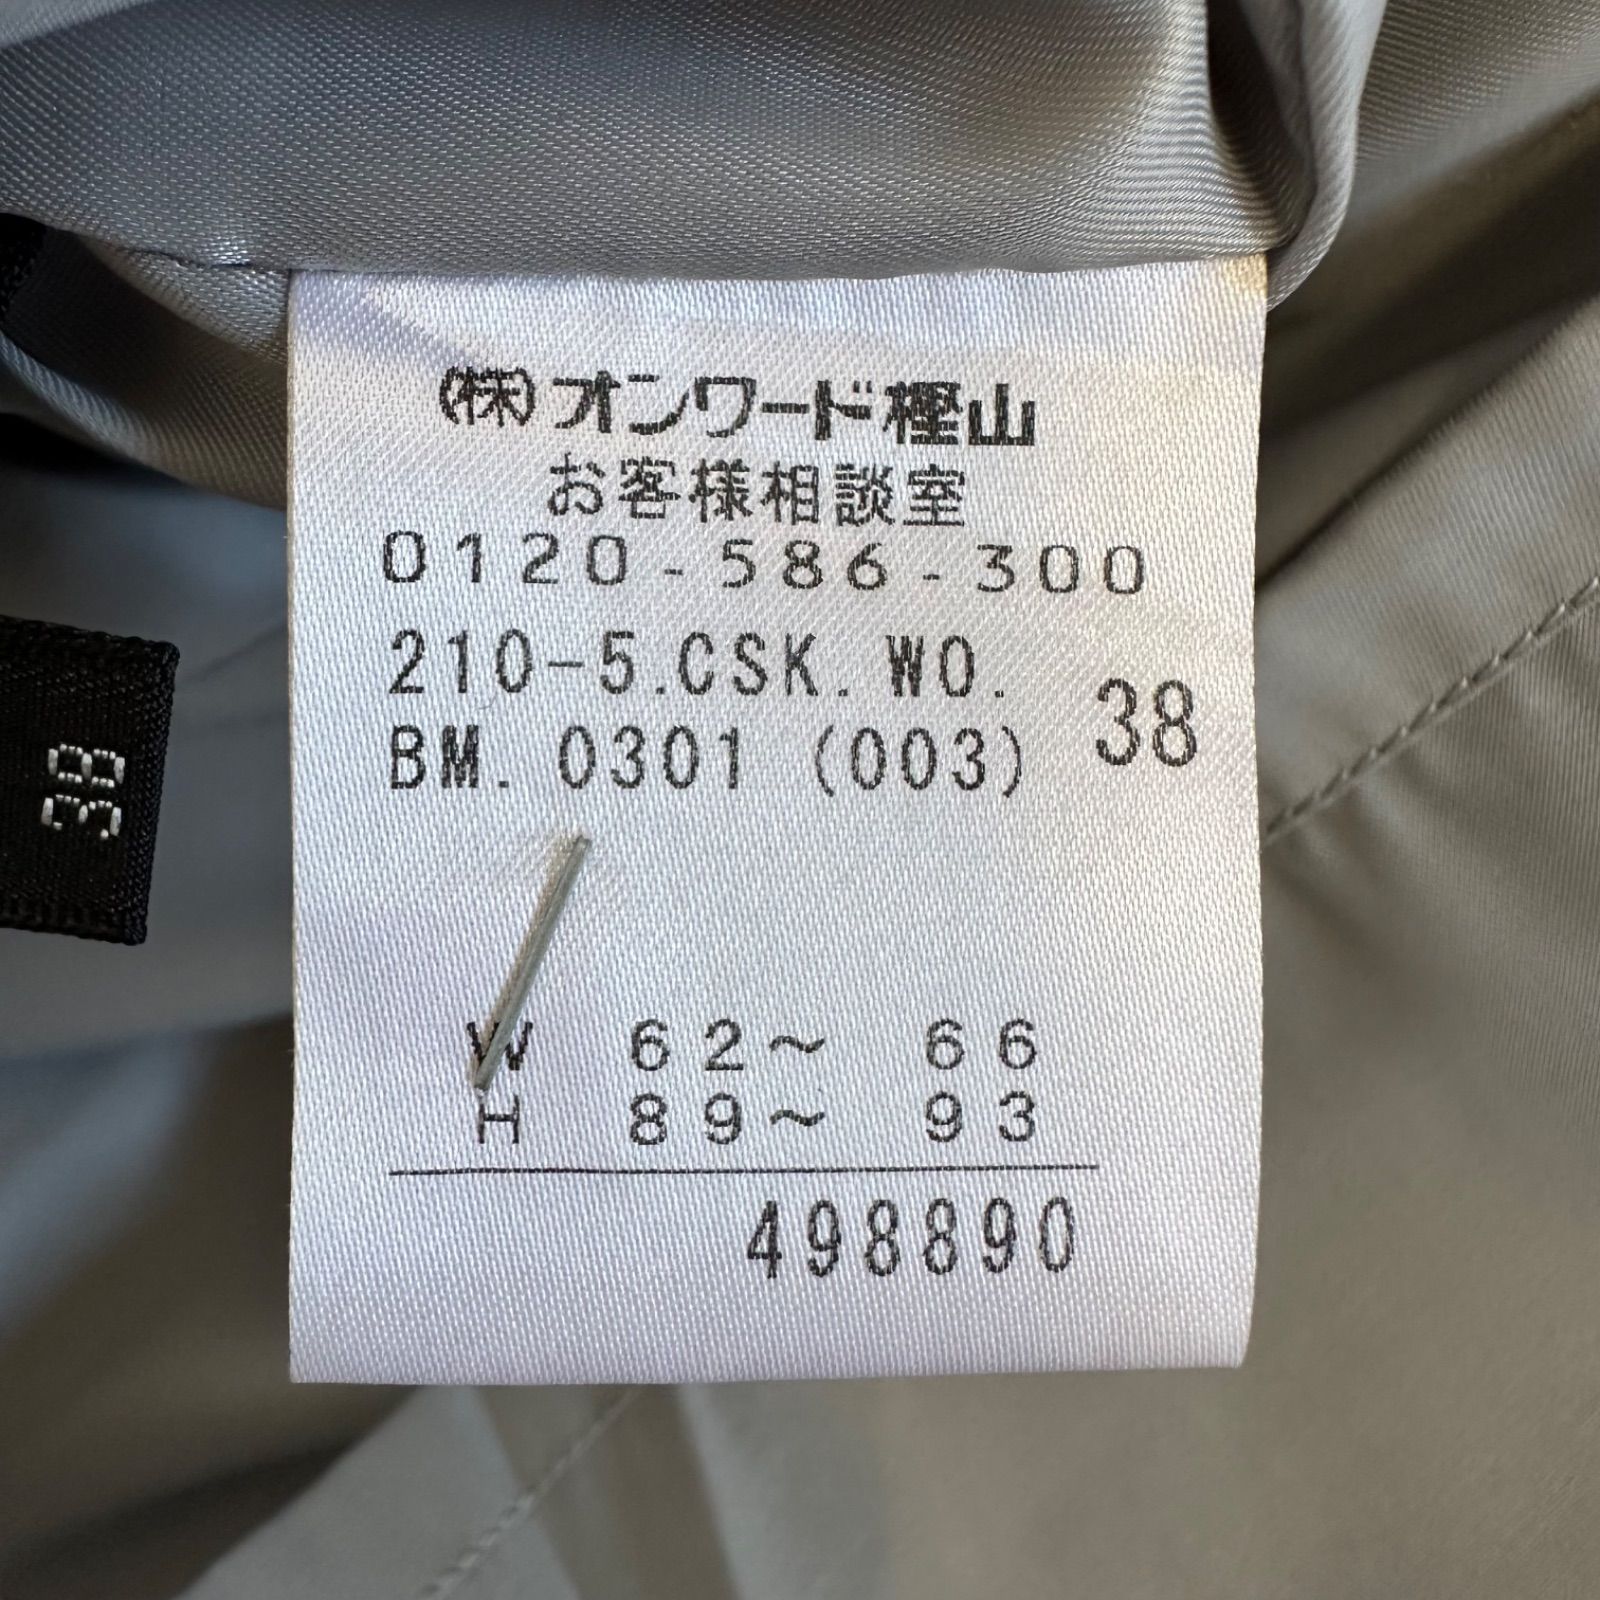 (株)オンワード樫山
お客様相談室
0120-586-300
210-5.CSK.WO.
BM.0301(003)
38
W 62～ 66
H 89～ 93
498890
38